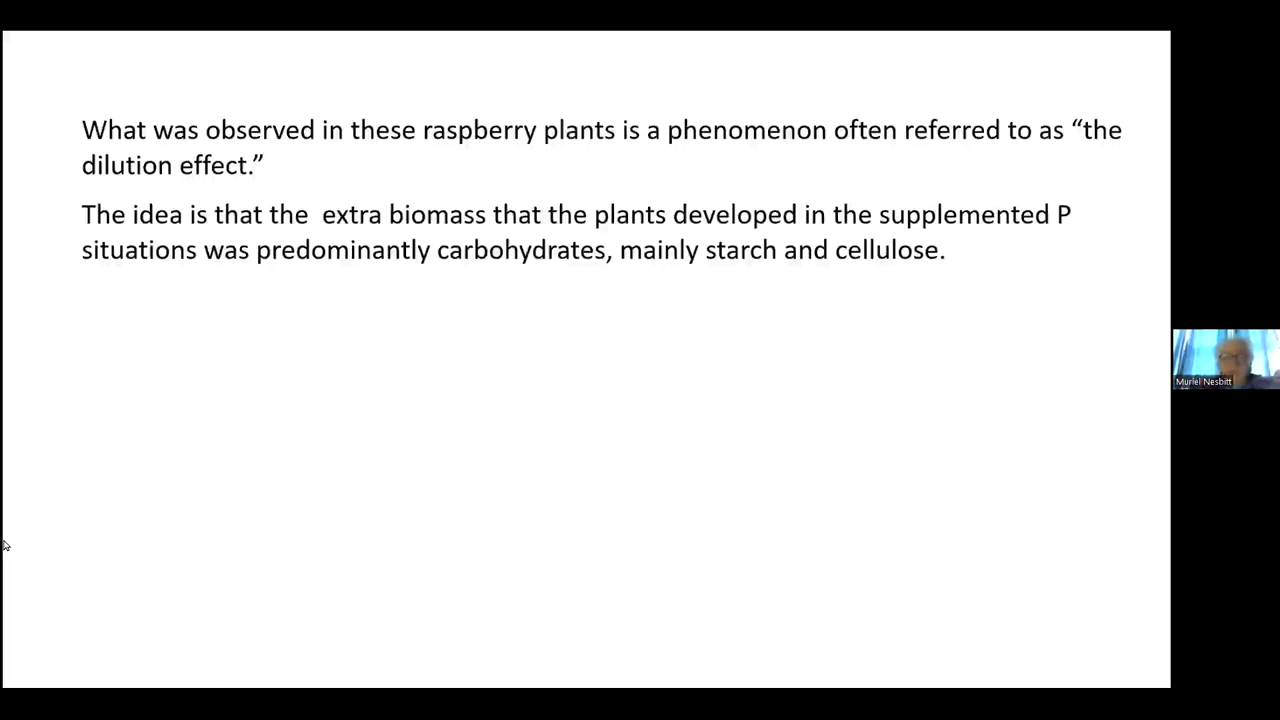 What was observed in these raspberry plants is a phenomenon often referred to as “the
dilution effect.”
The idea is that the  extra biomass that the plants developed in the supplemented P
situations was predominantly carbohydrates, mainly starch and cellulose.
Muriel Nesbitt